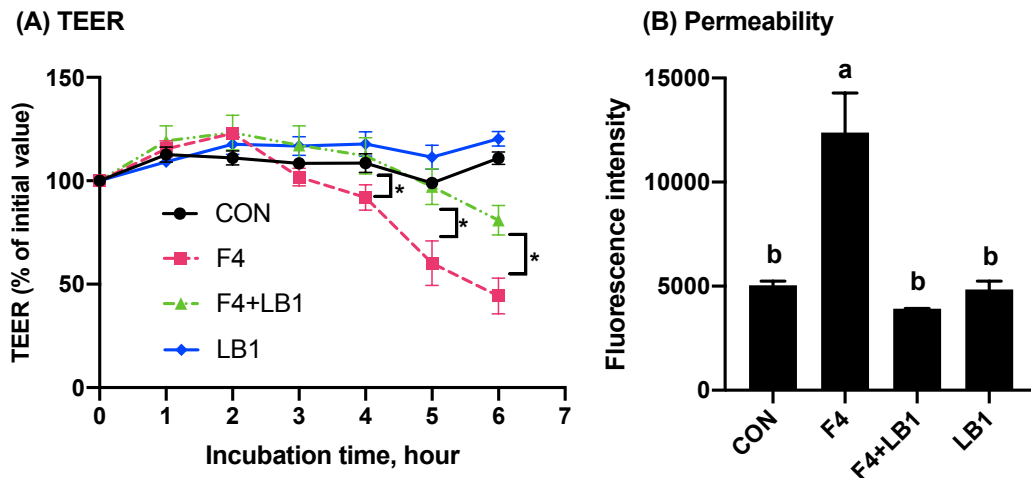 (A) TEER
TEER (% of initial value)
150
100
50
0
CON
F4
F4+LB1
LB1
*
*
*
0 1 2 3 4 5 6 7
Incubation time, hour
(B) Permeability
Fluorescence intensity
15000
10000
5000
0
a
b
b
b
CON F4 F4+LB1 LB1